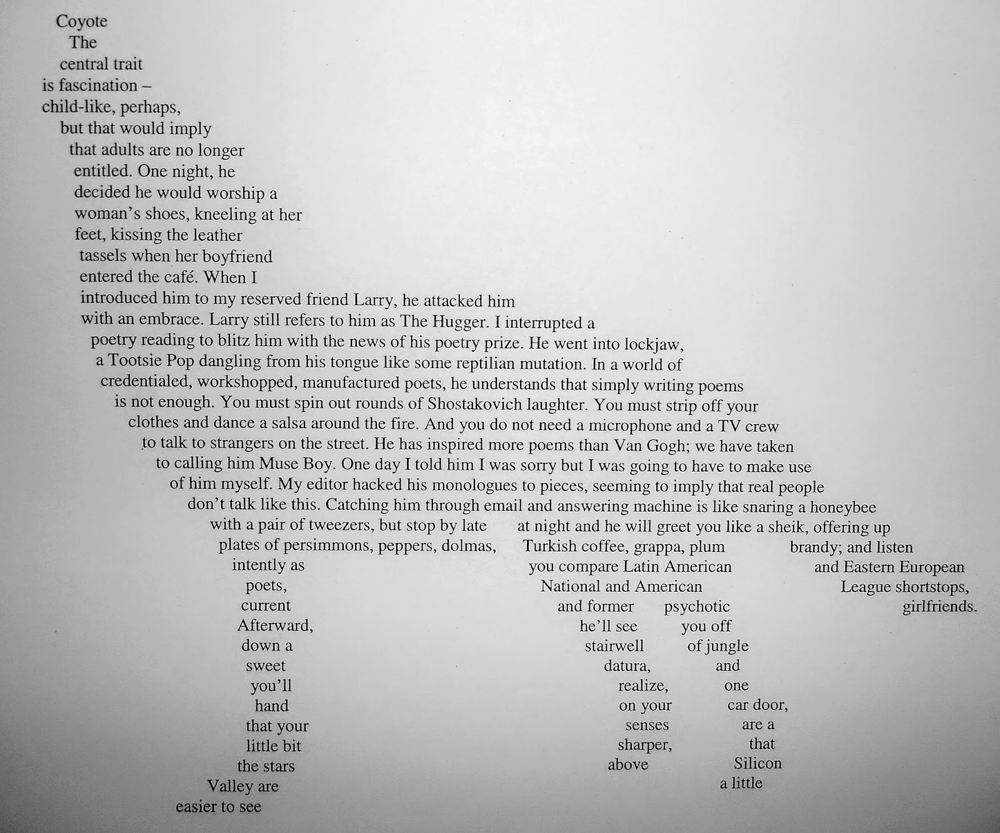 Coyote
The
central trait
is fascination –
child-like, perhaps,
but that would imply
that adults are no longer
entitled. One night, he
decided he would worship a
woman's shoes, kneeling at her
feet, kissing the leather
tassels when her boyfriend
entered the café. When I
introduced him to my reserved friend Larry, he attacked him
with an embrace. Larry still refers to him as The Hugger. I interrupted a
poetry reading to blitz him with the news of his poetry prize. He went into lockjaw,
a Tootsie Pop dangling from his tongue like some reptilian mutation. In a world of
credentialed, workshopped, manufactured poets, he understands that simply writing poems
is not enough. You must spin out rounds of Shostakovich laughter. You must strip off your
clothes and dance a salsa around the fire. And you do not need a microphone and a TV crew
to talk to strangers on the street. He has inspired more poems than Van Gogh; we have taken
to calling him Muse Boy. One day I told him I was sorry but I was going to have to make use
of him myself. My editor hacked his monologues to pieces, seeming to imply that real people
don't talk like this. Catching him through email and answering machine is like snaring a honeybee
with a pair of tweezers, but stop by late at night and he will greet you like a sheik, offering up
plates of persimmons, peppers, dolmas, Turkish coffee, grappa, plum brandy; and listen
intently as you compare Latin American and Eastern European
poets, National and American League shortstops,
current and former psychotic girlfriends.
Afterward, he'll see you off
down a stairwell of jungle
sweet datura, and
you'll realize, one
hand on your car door,
that your senses are a
little bit sharper, that
the stars above Silicon
Valley are a little
easier to see